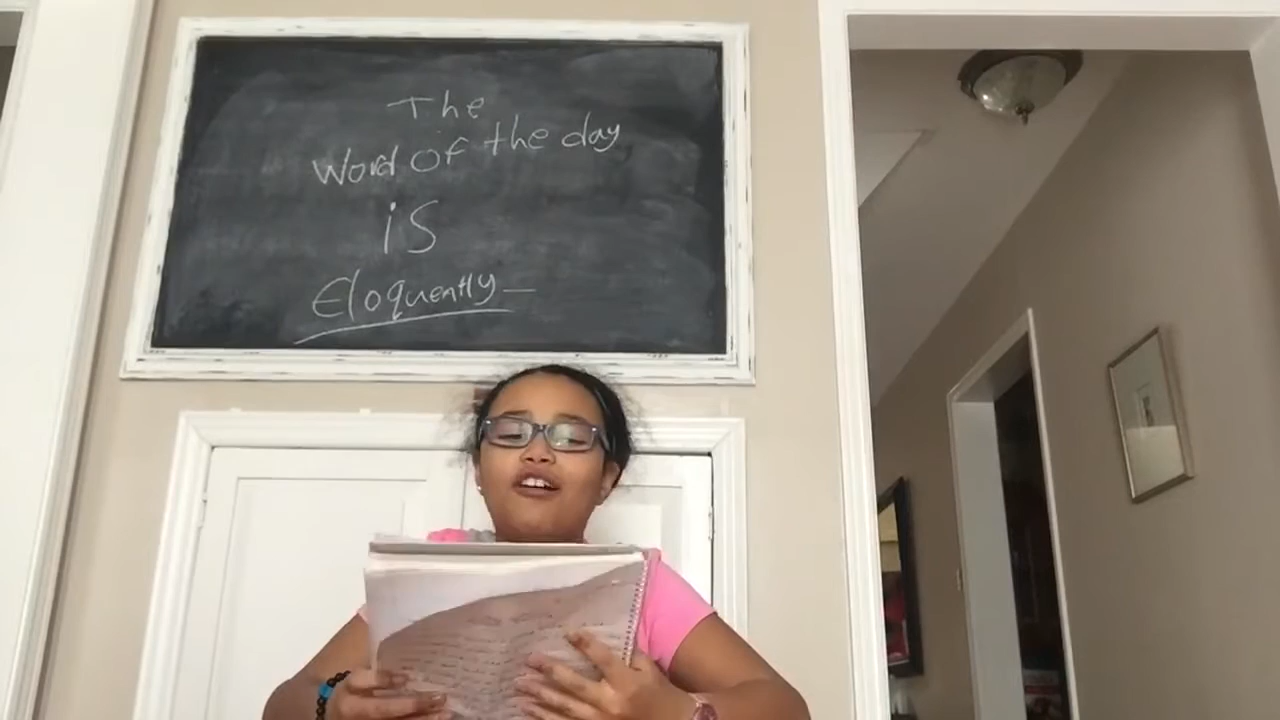 The
Word of the day
is
Eloquently